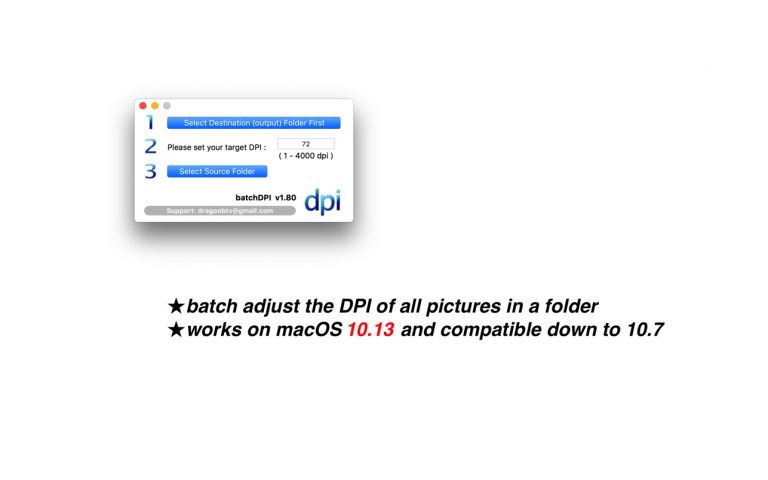 1 Select Destination (output) Folder First
2 Please set your target DPI : 72
( 1 - 4000 dpi )
3 Select Source Folder
batchDPI v1.80 dpi
Support: dragonbtv@gmail.com
★batch adjust the DPI of all pictures in a folder
★works on macOS 10.13 and compatible down to 10.7